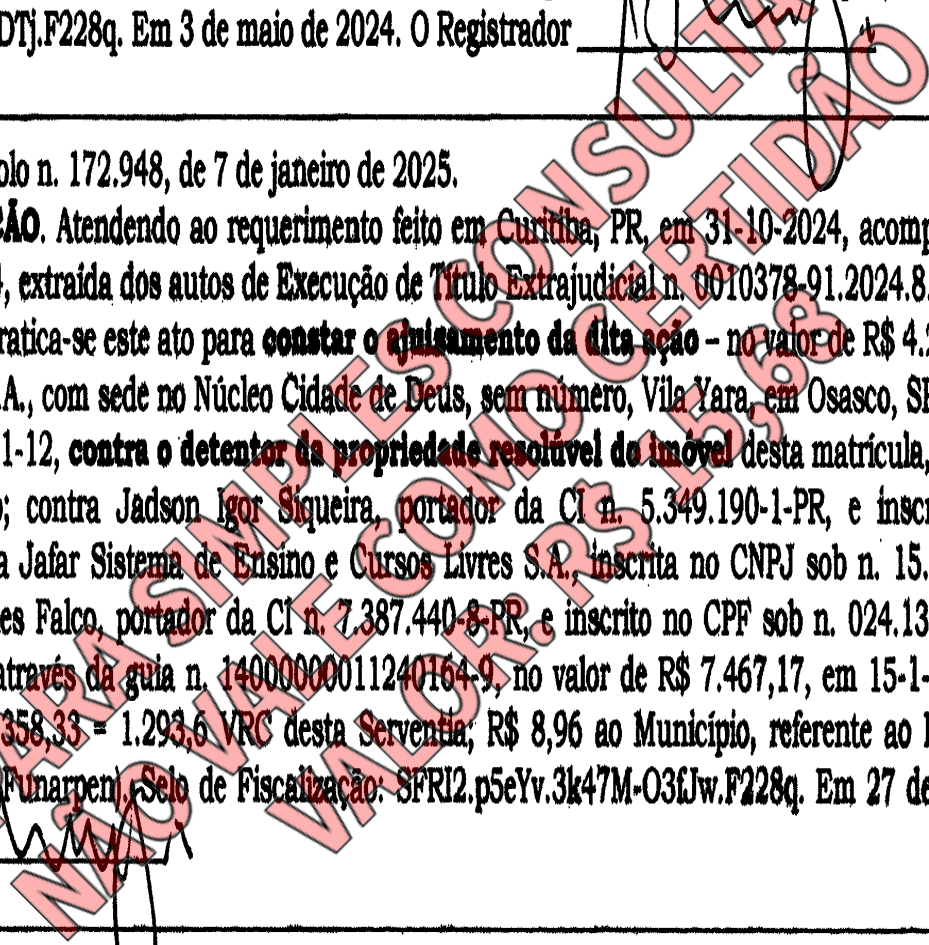 DTj.F228q. Em 3 de maio de 2024. O Registrador
olo n. 172.948, de 7 de janeiro de 2025.
ÇÃO. Atendendo ao requerimento feito em Curitiba, PR, em 31-10-2024, acomp
, extraida dos autos de Execução de Título Extrajudicial n. 0010378-91.2024.8.
ratica-se este ato para constar o ajuizamento da dita ação – no valor de R$ 4.
.A., com sede no Núcleo Cidade de Deus, sem número, Vila Yara, em Osasco, SP
1-12, contra o detentor da propriedade resolúvel do imóvel desta matrícula,
; contra Jadson Igor Siqueira, portador da CI n. 5.349.190-1-PR, e inscr
a Jafar Sistema de Ensino e Cursos Livres S.A., inscrita no CNPJ sob n. 15.
es Falco, portador da CI n. 7.387.440-8-PR, e inscrito no CPF sob n. 024.13
através da guia n. 14000000011240164-9, no valor de R$ 7.467,17, em 15-1-
358,33 = 1.293,6 VRC desta Serventia; R$ 8,96 ao Município, referente ao
(Funarpen). Selo de Fiscalização: SFRI2.p5eYv.3k47M-O3fJw.F228q. Em 27 de
PARA SIMPLES CONSULTA
NÃO VALE COMO CERTIDÃO
VALOR: R$ 15,68